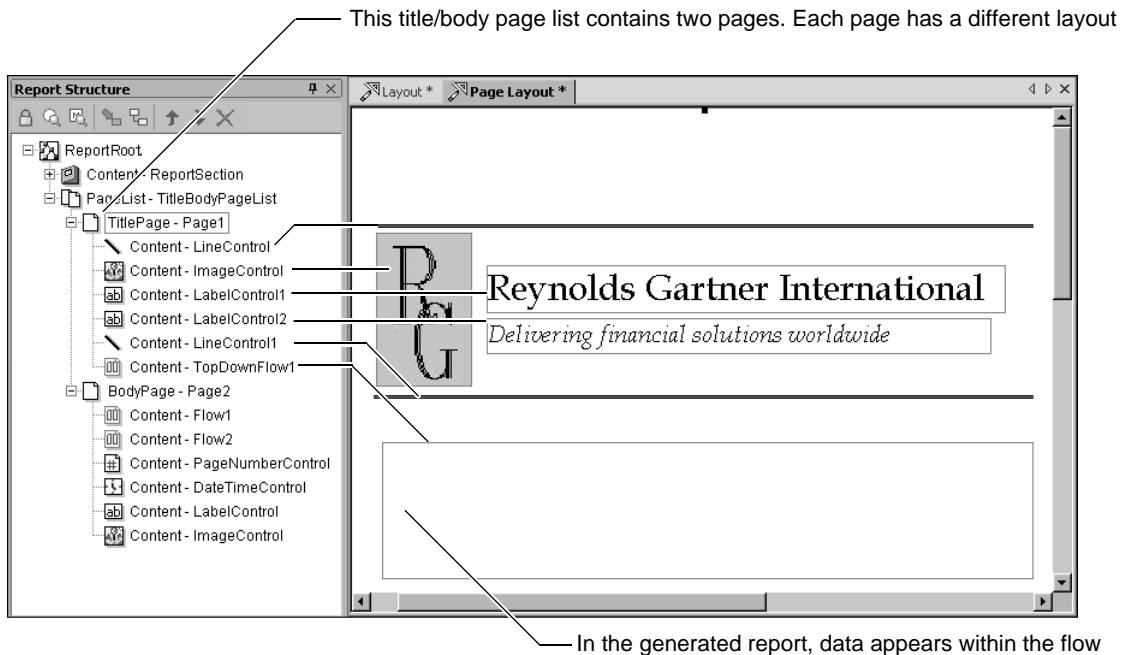 This title/body page list contains two pages. Each page has a different layout
Report Structure
Layout *
Page Layout *
ReportRoot
Content - ReportSection
PageList - TitleBodyPageList
TitlePage - Page1
Content - LineControl
Content - ImageControl
Content - LabelControl1
Content - LabelControl2
Content - LineControl1
Content - TopDownFlow1
BodyPage - Page2
Content - Flow1
Content - Flow2
Content - PageNumberControl
Content - DateTimeControl
Content - LabelControl
Content - ImageControl
RGG
Reynolds Gartner International
Delivering financial solutions worldwide
In the generated report, data appears within the flow